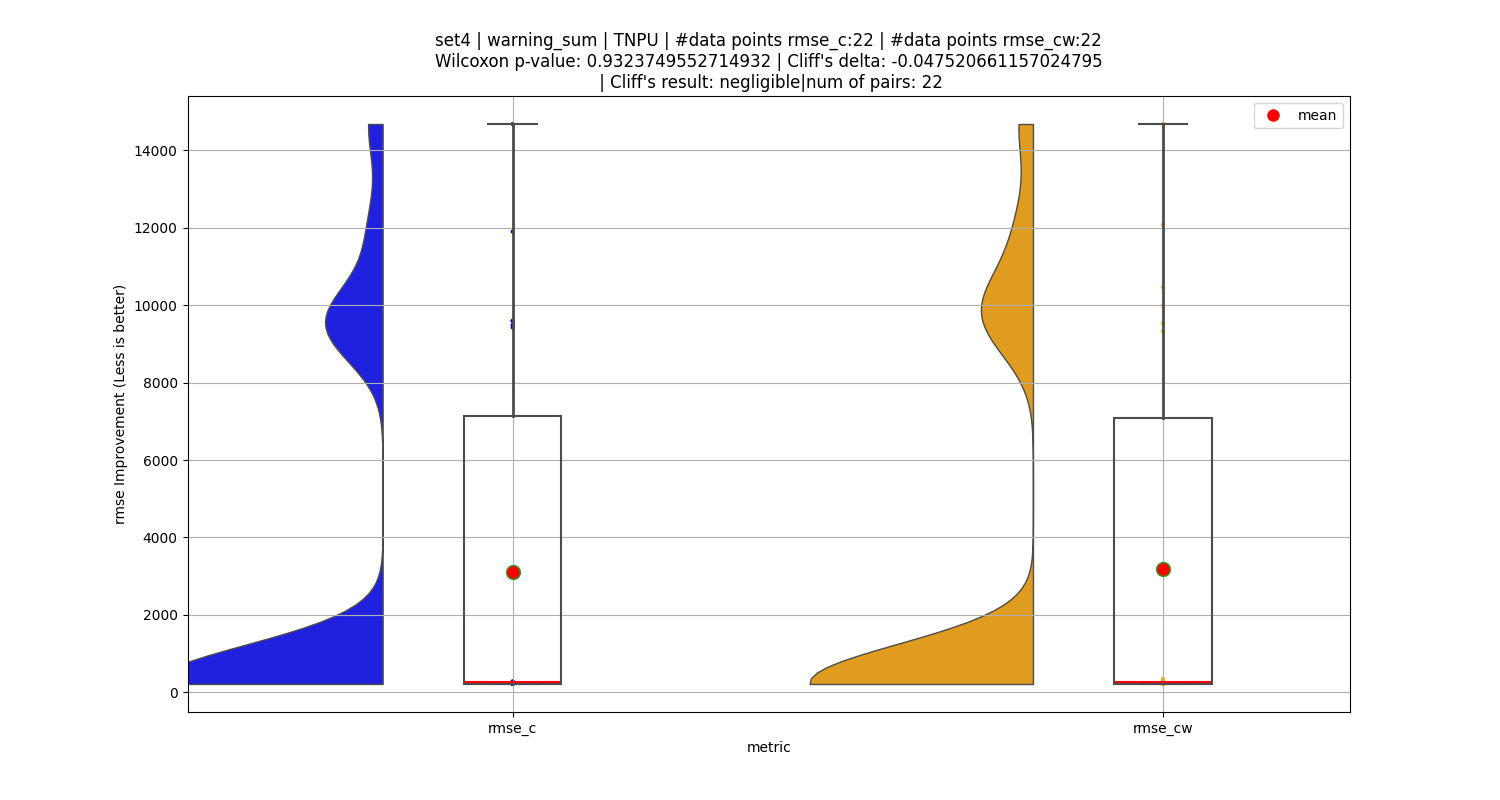 set4 | warning_sum | TNPU | #data points rmse_c:22 | #data points rmse_cw:22
Wilcoxon p-value: 0.9323749552714932 | Cliff's delta: -0.047520661157024795
| Cliff's result: negligible|num of pairs: 22
mean
14000
12000
10000
8000
6000
4000
2000
0
rmse Improvement (Less is better)
rmse_c
rmse_cw
metric